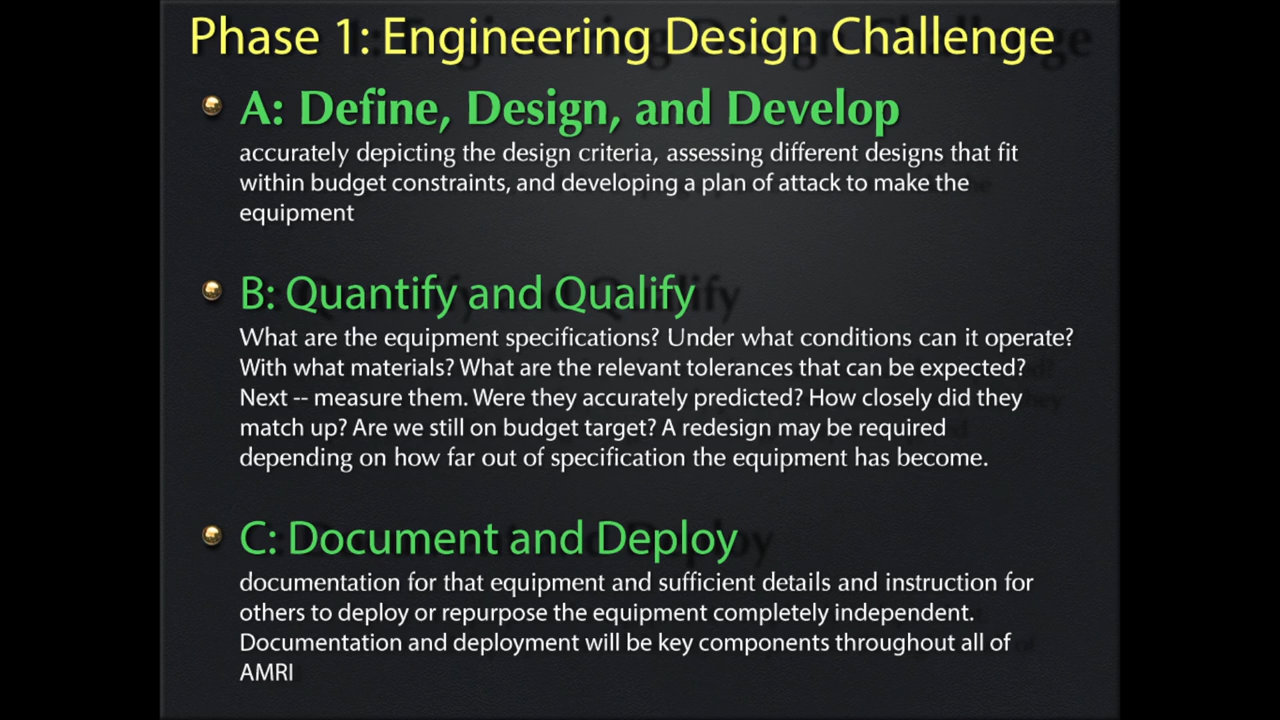 Phase 1: Engineering Design Challenge
A: Define, Design, and Develop
accurately depicting the design criteria, assessing different designs that fit
within budget constraints, and developing a plan of attack to make the
equipment
B: Quantify and Qualify
What are the equipment specifications? Under what conditions can it operate?
With what materials? What are the relevant tolerances that can be expected?
Next -- measure them. Were they accurately predicted? How closely did they
match up? Are we still on budget target? A redesign may be required
depending on how far out of specification the equipment has become.
C: Document and Deploy
documentation for that equipment and sufficient details and instruction for
others to deploy or repurpose the equipment completely independent.
Documentation and deployment will be key components throughout all of
AMRI